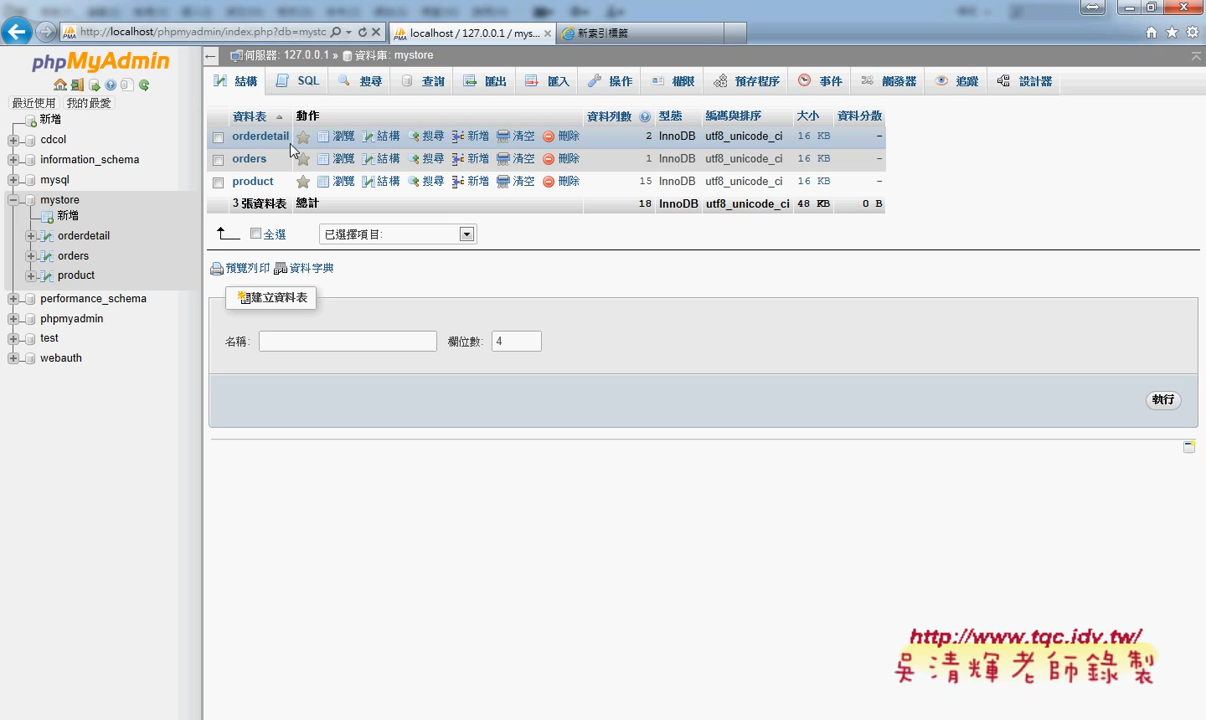 http://localhost/phpmyadmin/index.php?db=mystc
localhost / 127.0.0.1 / mys...
新索引標籤
phpMyAdmin
最近使用 我的最愛
新增
cdcol
information_schema
mysql
mystore
新增
orderdetail
orders
product
performance_schema
phpmyadmin
test
webauth
伺服器: 127.0.0.1 » 資料庫: mystore
結構 SQL 搜尋 查詢 匯出 匯入 操作 權限 預存程序 事件 觸發器 追蹤 設計器
資料表 動作 資料列數 型態 編碼與排序 大小 資料分散
orderdetail 瀏覽 結構 搜尋 新增 清空 刪除 2 InnoDB utf8_unicode_ci 16 KB -
orders 瀏覽 結構 搜尋 新增 清空 刪除 1 InnoDB utf8_unicode_ci 16 KB -
product 瀏覽 結構 搜尋 新增 清空 刪除 15 InnoDB utf8_unicode_ci 16 KB -
3 張資料表 總計 18 InnoDB utf8_unicode_ci 48 KB 0 B
全選 已選擇項目:
預覽列印 資料字典
建立資料表
名稱: 欄位數: 4
執行
http://www.tqc.idv.tw/
吳清輝老師錄製